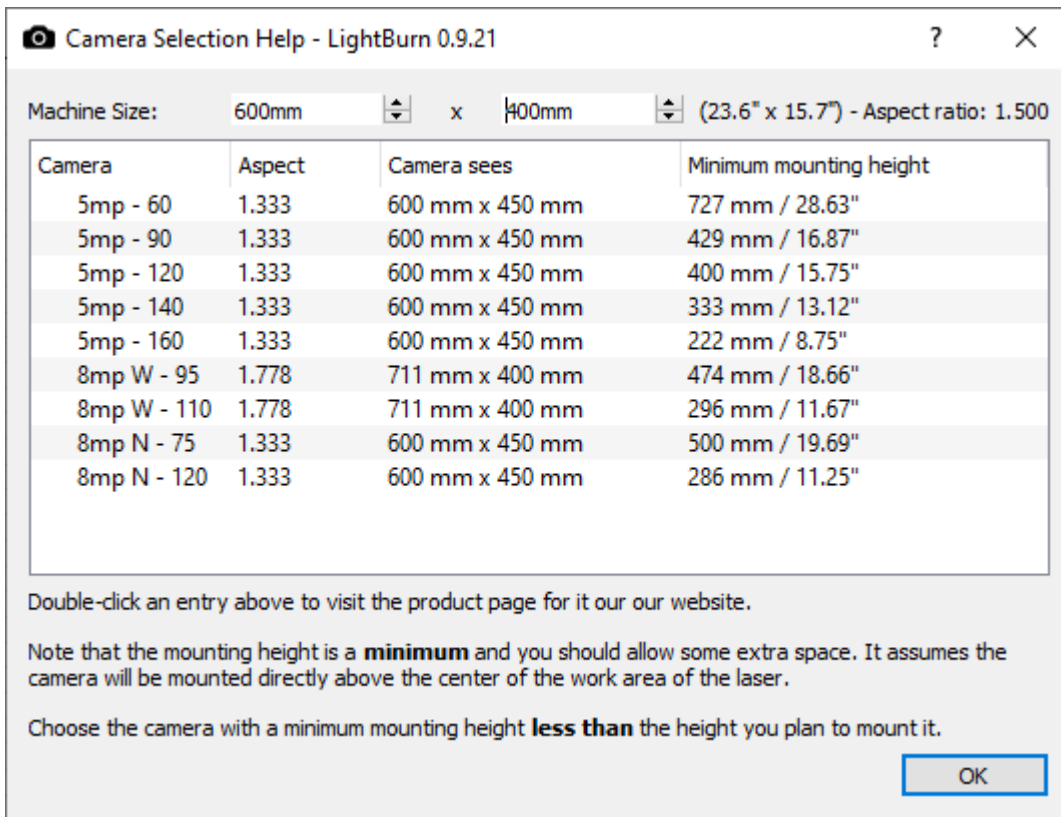 Camera Selection Help - LightBurn 0.9.21 ? ×
Machine Size: 600mm x 400mm (23.6" x 15.7") - Aspect ratio: 1.500
Camera Aspect Camera sees Minimum mounting height
5mp - 60 1.333 600 mm x 450 mm 727 mm / 28.63"
5mp - 90 1.333 600 mm x 450 mm 429 mm / 16.87"
5mp - 120 1.333 600 mm x 450 mm 400 mm / 15.75"
5mp - 140 1.333 600 mm x 450 mm 333 mm / 13.12"
5mp - 160 1.333 600 mm x 450 mm 222 mm / 8.75"
8mp W - 95 1.778 711 mm x 400 mm 474 mm / 18.66"
8mp W - 110 1.778 711 mm x 400 mm 296 mm / 11.67"
8mp N - 75 1.333 600 mm x 450 mm 500 mm / 19.69"
8mp N - 120 1.333 600 mm x 450 mm 286 mm / 11.25"
Double-click an entry above to visit the product page for it our our website.
Note that the mounting height is a minimum and you should allow some extra space. It assumes the
camera will be mounted directly above the center of the work area of the laser.
Choose the camera with a minimum mounting height less than the height you plan to mount it.
OK